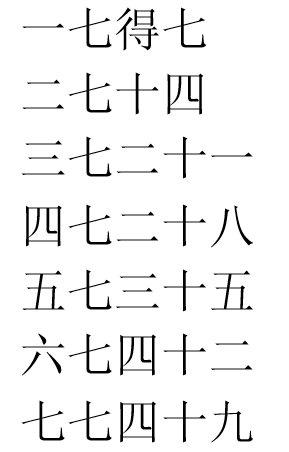 一七得七
二七十四
三七二十一
四七二十八
五七三十五
六七四十二
七七四十九